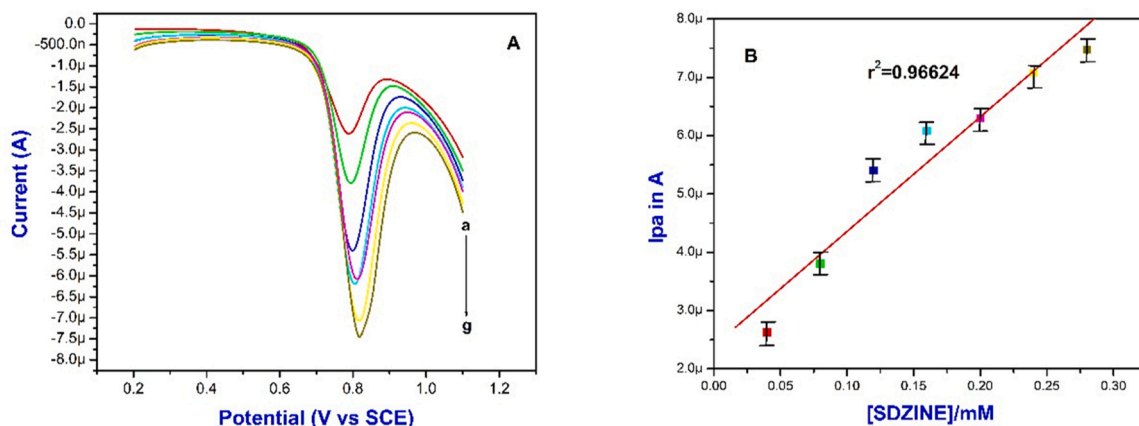 A
0.0
-500.0n
-1.0µ
-1.5µ
-2.0µ
-2.5µ
-3.0µ
-3.5µ
-4.0µ
-4.5µ
-5.0µ
-5.5µ
-6.0µ
-6.5µ
-7.0µ
-7.5µ
-8.0µ
Current (A)
a
g
0.2 0.4 0.6 0.8 1.0 1.2
Potential (V vs SCE)
B
r²=0.96624
8.0µ
7.0µ
6.0µ
5.0µ
4.0µ
3.0µ
2.0µ
Ipa in A
0.00 0.05 0.10 0.15 0.20 0.25 0.30
[SDZINE]/mM